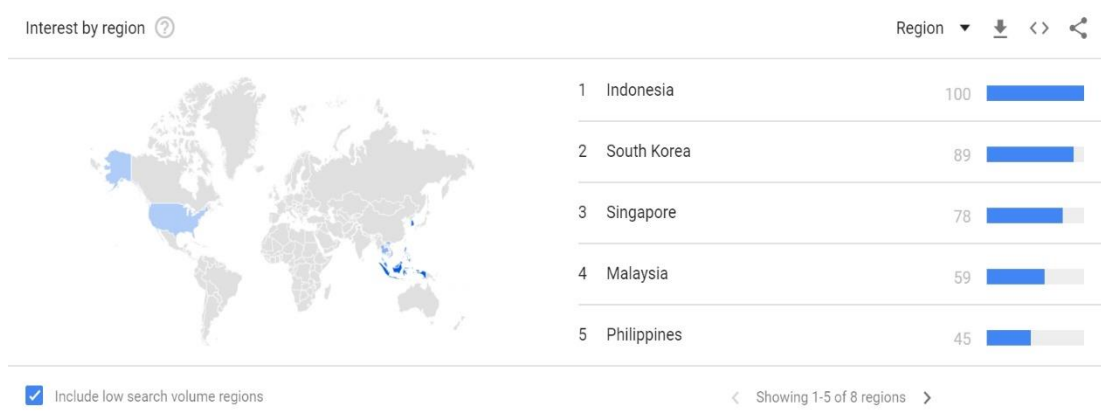 Interest by region
Region
1 Indonesia 100
2 South Korea 89
3 Singapore 78
4 Malaysia 59
5 Philippines 45
Include low search volume regions
Showing 1-5 of 8 regions